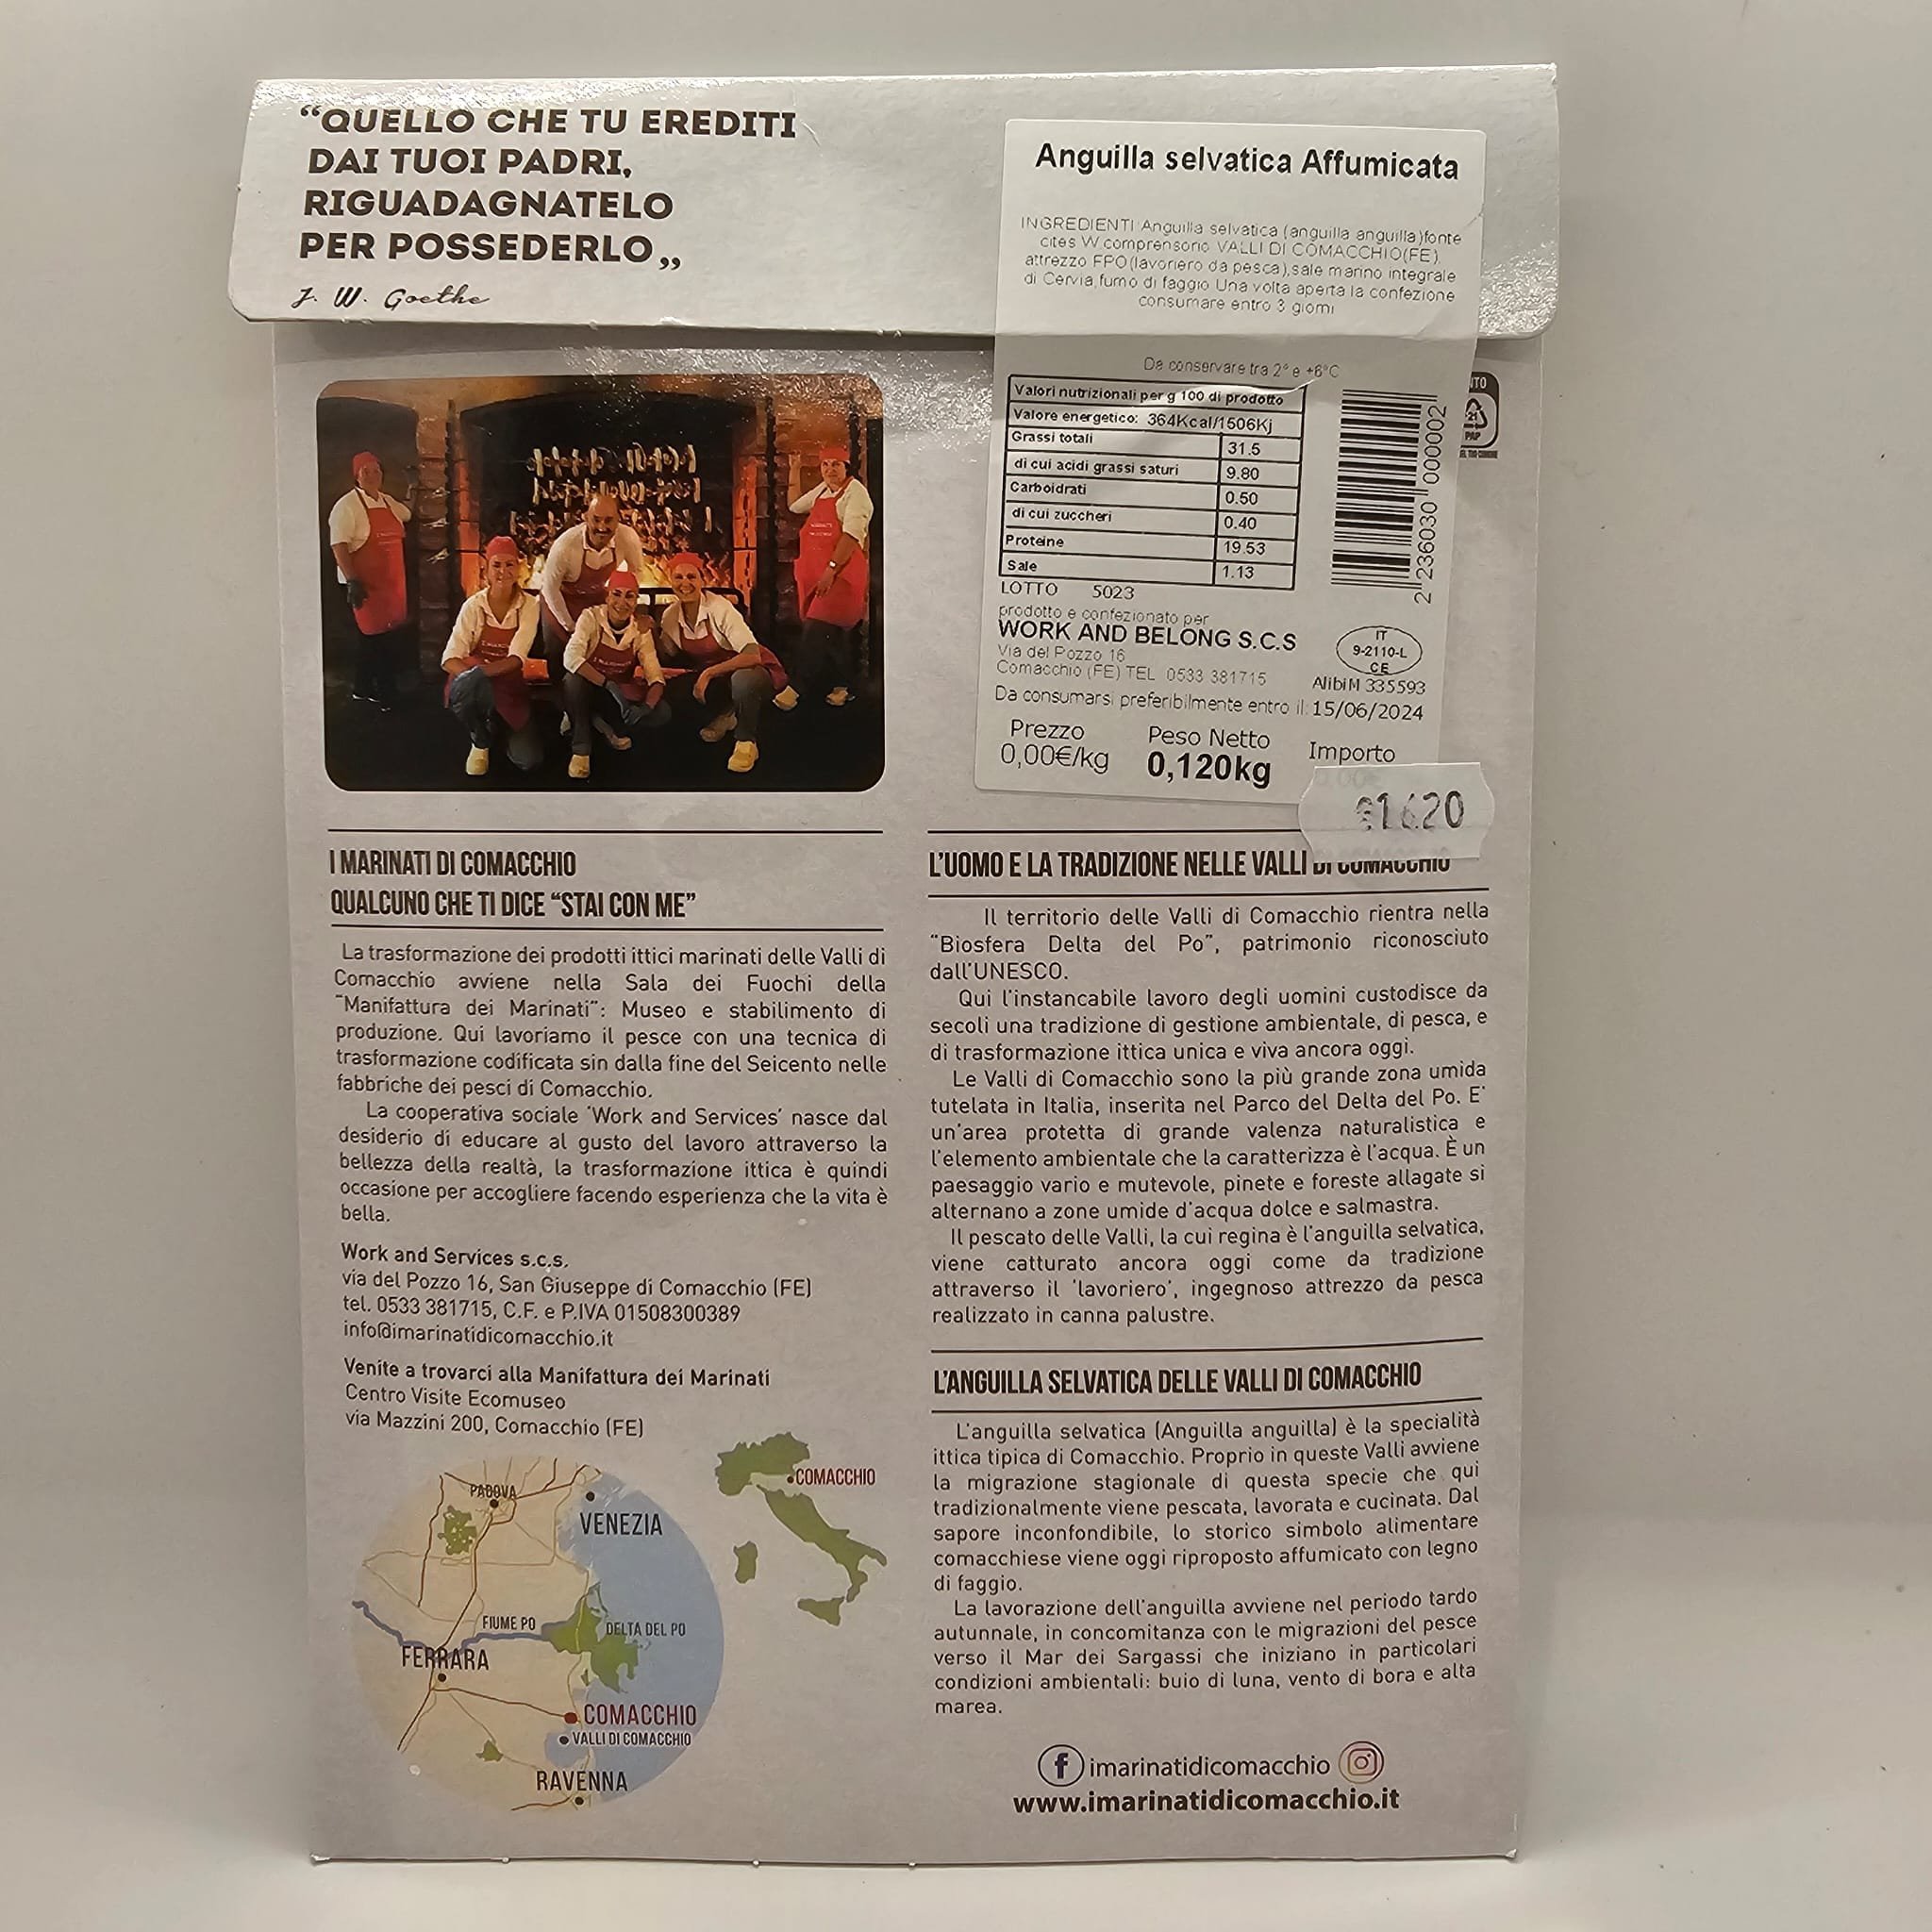 “QUELLO CHE TU EREDITI
DAI TUOI PADRI,
RIGUADAGNATELO
PER POSSEDERLO„
J. W. Goethe
Anguilla selvatica Affumicata
INGREDIENTI Anguilla selvatica (anguilla anguilla)fonte
cites W comprensorio VALLI DI COMACCHIO(FE),
attrezzo FPO(lavoriero da pesca),sale marino integrale
di Cervia,fumo di faggio Una volta aperta la confezione
consumare entro 3 giorni
Da conservare tra 2° e +6°C
Valori nutrizionali per g 100 di prodotto
Valore energetico: 364Kcal/1506Kj
Grassi totali 31.5
di cui acidi grassi saturi 9.80
Carboidrati 0.50
di cui zuccheri 0.40
Proteine 19.53
Sale 1.13
2 236030 000002
21
PAP
LOTTO 5023
prodotto e confezionato per
WORK AND BELONG S.C.S
Via del Pozzo 16
Comacchio (FE) TEL 0533 381715
IT
9-2110-L
CE
AlibiM 335593
Da consumarsi preferibilmente entro il: 15/06/2024
Prezzo Peso Netto Importo
0,00€/kg 0,120kg
€16.20
I MARINATI DI COMACCHIO
QUALCUNO CHE TI DICE “STAI CON ME”
La trasformazione dei prodotti ittici marinati delle Valli di
Comacchio avviene nella Sala dei Fuochi della
“Manifattura dei Marinati”: Museo e stabilimento di
produzione. Qui lavoriamo il pesce con una tecnica di
trasformazione codificata sin dalla fine del Seicento nelle
fabbriche dei pesci di Comacchio.
La cooperativa sociale ‘Work and Services’ nasce dal
desiderio di educare al gusto del lavoro attraverso la
bellezza della realtà, la trasformazione ittica è quindi
occasione per accogliere facendo esperienza che la vita è
bella.
Work and Services s.c.s.
via del Pozzo 16, San Giuseppe di Comacchio (FE)
tel. 0533 381715, C.F. e P.IVA 01508300389
info@imarinatidicomacchio.it
Venite a trovarci alla Manifattura dei Marinati
Centro Visite Ecomuseo
via Mazzini 200, Comacchio (FE)
COMACCHIO
PADOVA
VENEZIA
FIUME PO
DELTA DEL PO
FERRARA
COMACCHIO
VALLI DI COMACCHIO
RAVENNA
L’UOMO E LA TRADIZIONE NELLE VALLI DI COMACCHIO
Il territorio delle Valli di Comacchio rientra nella
“Biosfera Delta del Po”, patrimonio riconosciuto
dall’UNESCO.
Qui l’instancabile lavoro degli uomini custodisce da
secoli una tradizione di gestione ambientale, di pesca, e
di trasformazione ittica unica e viva ancora oggi.
Le Valli di Comacchio sono la più grande zona umida
tutelata in Italia, inserita nel Parco del Delta del Po. E’
un’area protetta di grande valenza naturalistica e
l’elemento ambientale che la caratterizza è l’acqua. È un
paesaggio vario e mutevole, pinete e foreste allagate si
alternano a zone umide d’acqua dolce e salmastra.
Il pescato delle Valli, la cui regina è l’anguilla selvatica,
viene catturato ancora oggi come da tradizione
attraverso il ‘lavoriero’, ingegnoso attrezzo da pesca
realizzato in canna palustre.
L’ANGUILLA SELVATICA DELLE VALLI DI COMACCHIO
L’anguilla selvatica (Anguilla anguilla) è la specialità
ittica tipica di Comacchio. Proprio in queste Valli avviene
la migrazione stagionale di questa specie che qui
tradizionalmente viene pescata, lavorata e cucinata. Dal
sapore inconfondibile, lo storico simbolo alimentare
comacchiese viene oggi riproposto affumicato con legno
di faggio.
La lavorazione dell’anguilla avviene nel periodo tardo
autunnale, in concomitanza con le migrazioni del pesce
verso il Mar dei Sargassi che iniziano in particolari
condizioni ambientali: buio di luna, vento di bora e alta
marea.
f imarinatidicomacchio
www.imarinatidicomacchio.it